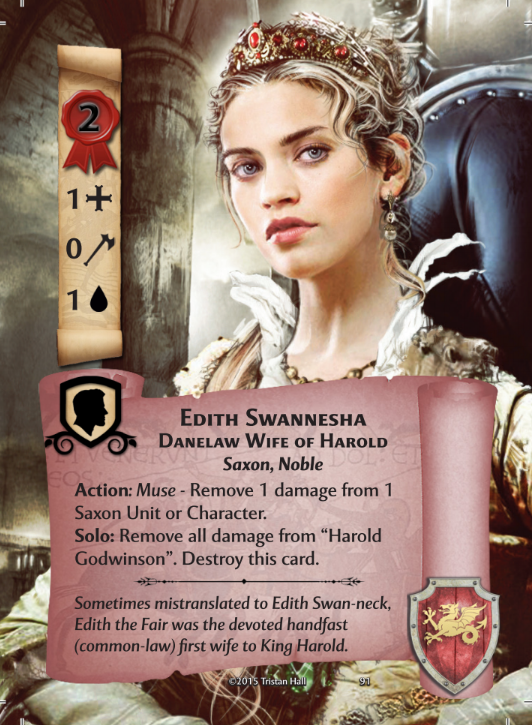 2
1
0
1
Edith Swannesha
Danelaw Wife of Harold
Saxon, Noble
Action: Muse - Remove 1 damage from 1
Saxon Unit or Character.
Solo: Remove all damage from “Harold
Godwinson”. Destroy this card.
Sometimes mistranslated to Edith Swan-neck,
Edith the Fair was the devoted handfast
(common-law) first wife to King Harold.
©2015 Tristan Hall 91